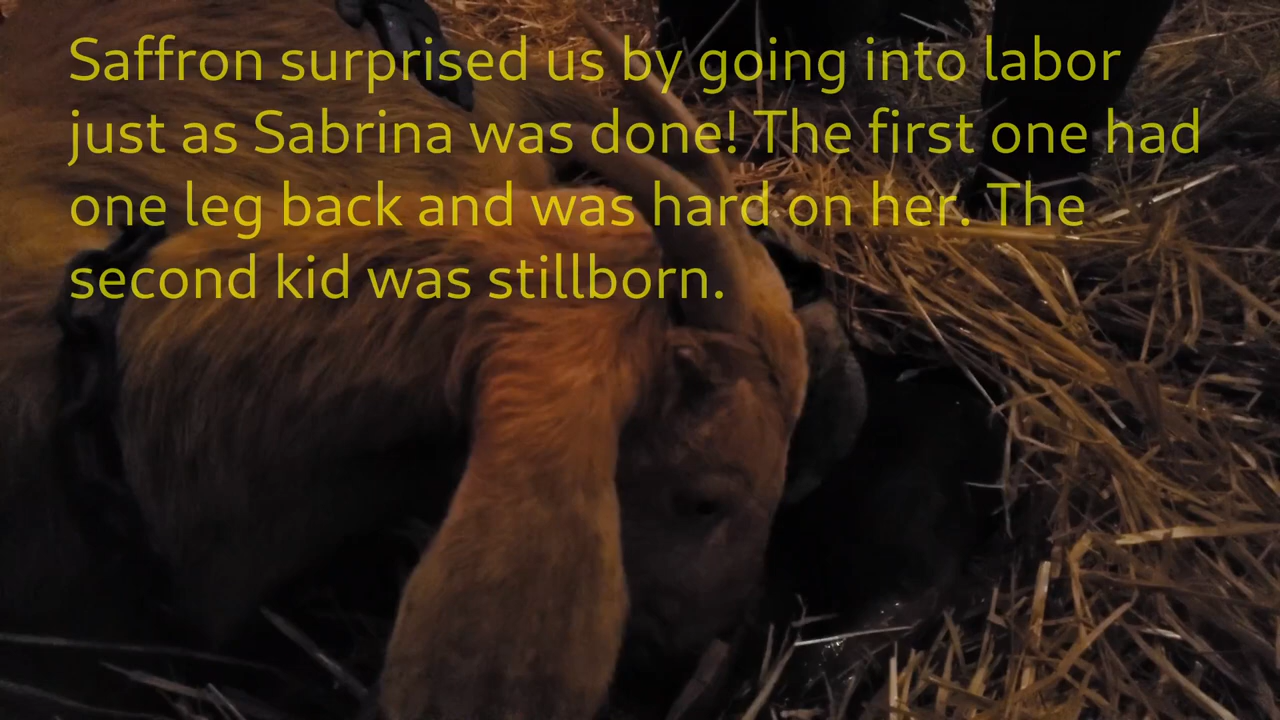 Saffron surprised us by going into labor
just as Sabrina was done! The first one had
one leg back and was hard on her. The
second kid was stillborn.